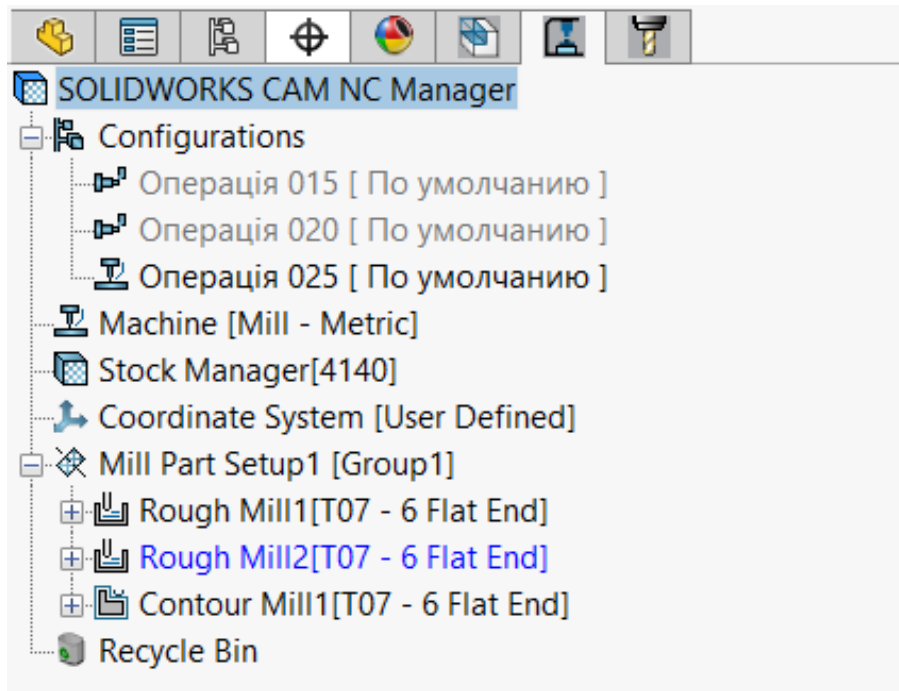 SOLIDWORKS CAM NC Manager
Configurations
Операція 015 [ По умолчанию ]
Операція 020 [ По умолчанию ]
Операція 025 [ По умолчанию ]
Machine [Mill - Metric]
Stock Manager[4140]
Coordinate System [User Defined]
Mill Part Setup1 [Group1]
Rough Mill1[T07 - 6 Flat End]
Rough Mill2[T07 - 6 Flat End]
Contour Mill1[T07 - 6 Flat End]
Recycle Bin